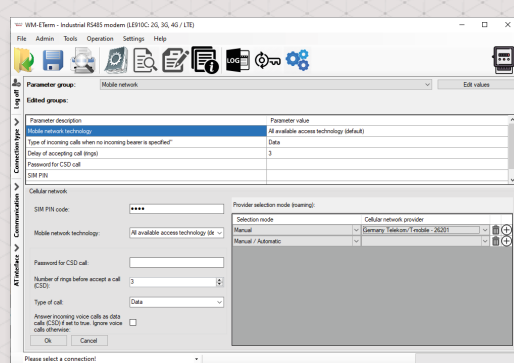 WM-ETerm - Industrial RS485 modem (LE910C: 2G, 3G, 4G / LTE)
File Admin Tools Operation Settings Help
LOG
Log off
Connection type
Communication
AT interface
Parameter group: Mobile network Edit values
Edited groups:
Parameter description Parameter value
Mobile network technology All available access technology (default)
Type of incoming calls when no incoming bearer is specified" Data
Delay of accepting call (rings) 3
Password for CSD call
SIM PIN
Cellular network
SIM PIN code: ••••
Mobile network technology: All available access technology (de
Password for CSD call:
Number of rings before accept a call
(CSD): 3
Type of call: Data
Answer incoming voice calls as data
calls (CSD) if set to true. Ignore voice
calls otherwise:
Ok Cancel
Provider selection mode (roaming):
Selection mode Cellular network provider
Manual Germany Telekom/T-mobile - 26201
Manual / Automatic
Please select a connection!